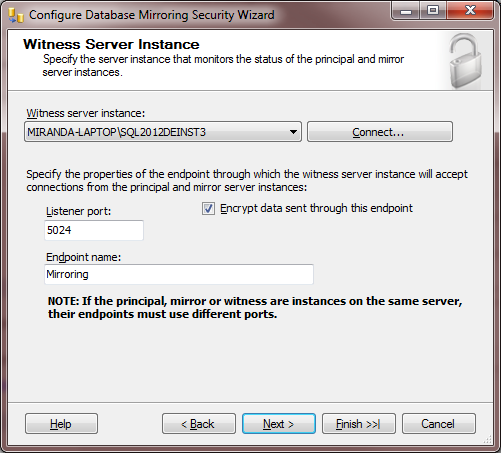 Configure Database Mirroring Security Wizard
Witness Server Instance
Specify the server instance that monitors the status of the principal and mirror
server instances.
Witness server instance:
MIRANDA-LAPTOP\SQL2012DEINST3
Connect...
Specify the properties of the endpoint through which the witness server instance will accept
connections from the principal and mirror server instances:
Listener port:
Encrypt data sent through this endpoint
5024
Endpoint name:
Mirroring
NOTE: If the principal, mirror or witness are instances on the same server,
their endpoints must use different ports.
Help
< Back
Next >
Finish >>|
Cancel